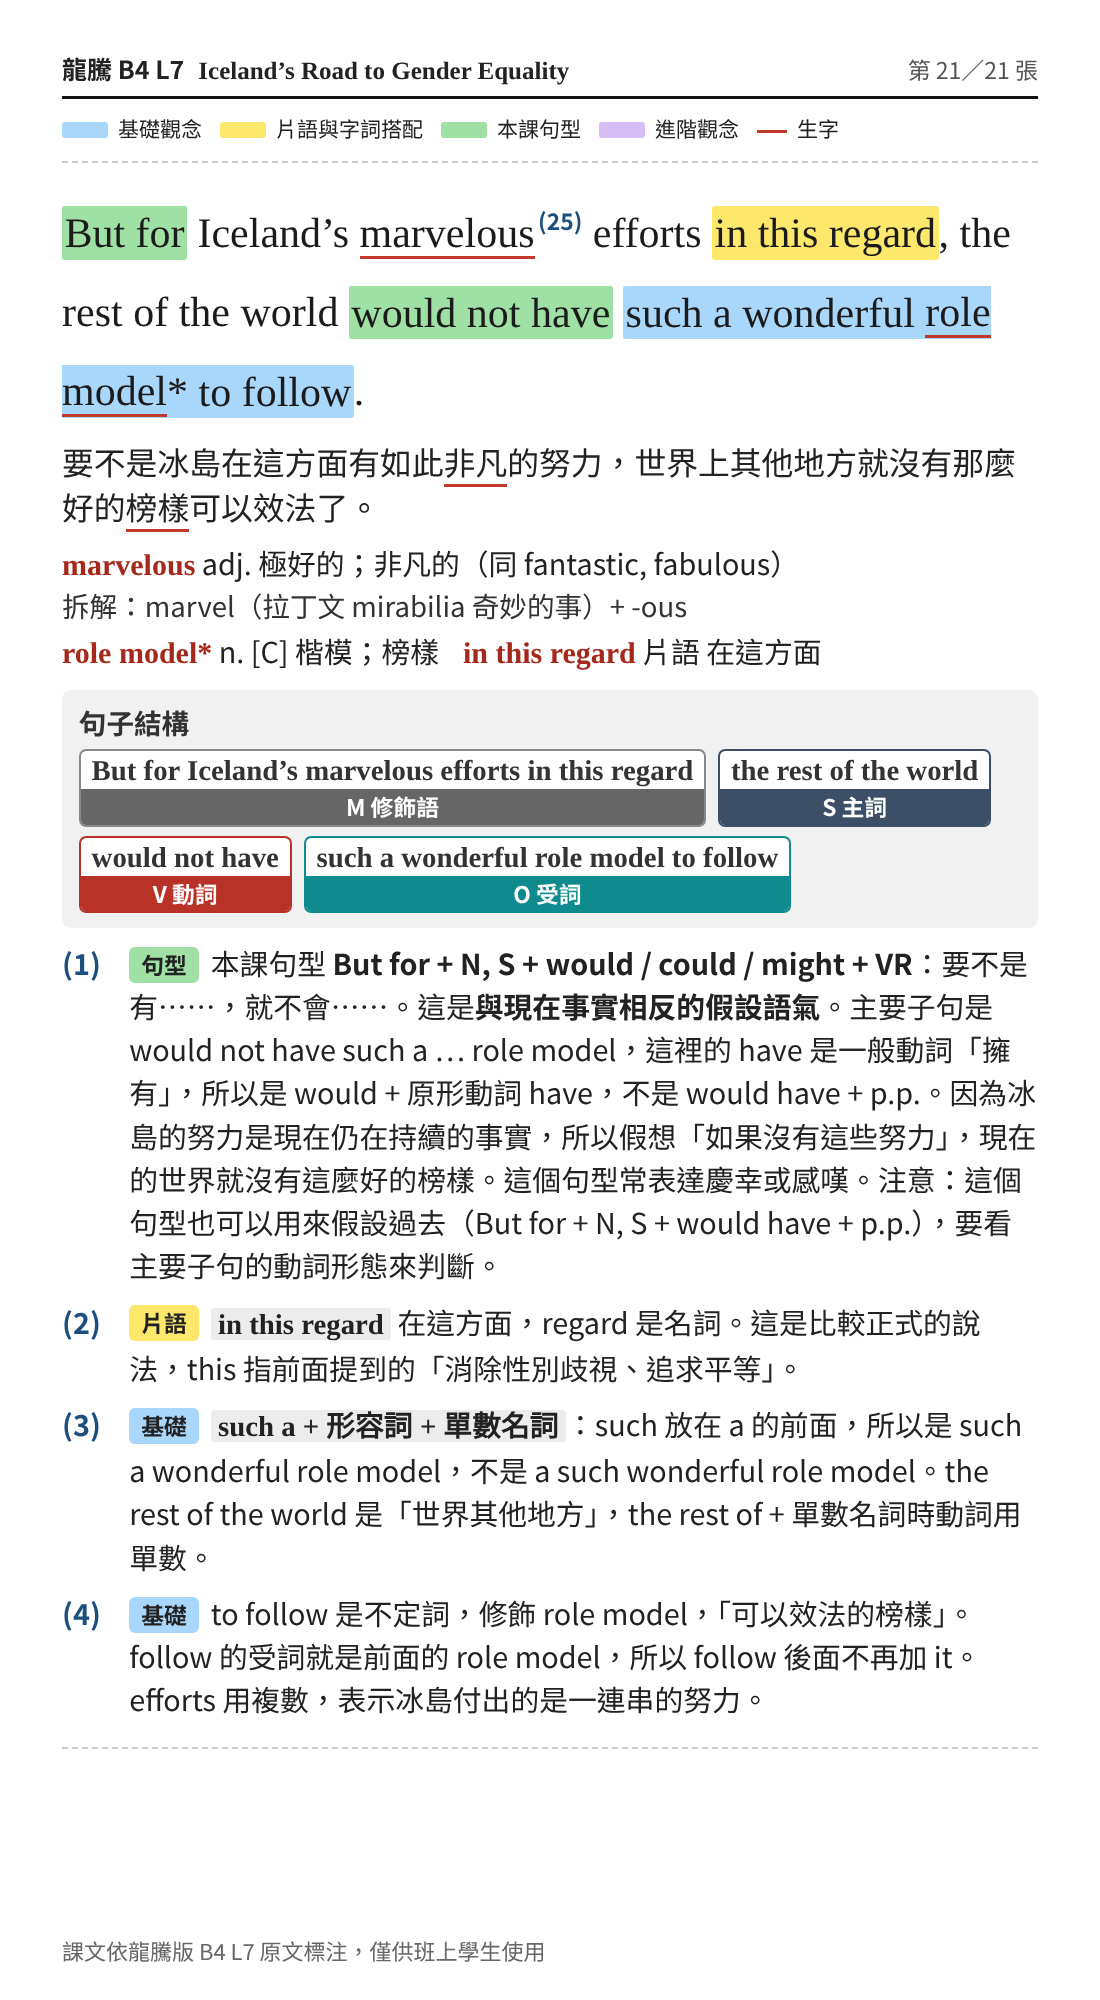 龍騰 B4 L7 Iceland’s Road to Gender Equality 第 21／21 張
基礎觀念 片語與字詞搭配 本課句型 進階觀念 生字
But for Iceland’s marvelous(25) efforts in this regard, the
rest of the world would not have such a wonderful role
model* to follow.
要不是冰島在這方面有如此非凡的努力，世界上其他地方就沒有那麼
好的榜樣可以效法了。
marvelous adj. 極好的；非凡的（同 fantastic, fabulous）
拆解：marvel（拉丁文 mirabilia 奇妙的事）+ -ous
role model* n. [C] 楷模；榜樣 in this regard 片語 在這方面
句子結構
But for Iceland’s marvelous efforts in this regard the rest of the world
M 修飾語 S 主詞
would not have such a wonderful role model to follow
V 動詞 O 受詞
(1) 句型 本課句型 But for + N, S + would / could / might + VR：要不是
有……，就不會……。這是與現在事實相反的假設語氣。主要子句是
would not have such a … role model，這裡的 have 是一般動詞「擁
有」，所以是 would + 原形動詞 have，不是 would have + p.p.。因為冰
島的努力是現在仍在持續的事實，所以假想「如果沒有這些努力」，現在
的世界就沒有這麼好的榜樣。這個句型常表達慶幸或感嘆。注意：這個
句型也可以用來假設過去（But for + N, S + would have + p.p.），要看
主要子句的動詞形態來判斷。
(2) 片語 in this regard 在這方面，regard 是名詞。這是比較正式的說
法，this 指前面提到的「消除性別歧視、追求平等」。
(3) 基礎 such a + 形容詞 + 單數名詞：such 放在 a 的前面，所以是 such
a wonderful role model，不是 a such wonderful role model。the
rest of the world 是「世界其他地方」，the rest of + 單數名詞時動詞用
單數。
(4) 基礎 to follow 是不定詞，修飾 role model，「可以效法的榜樣」。
follow 的受詞就是前面的 role model，所以 follow 後面不再加 it。
efforts 用複數，表示冰島付出的是一連串的努力。
課文依龍騰版 B4 L7 原文標注，僅供班上學生使用